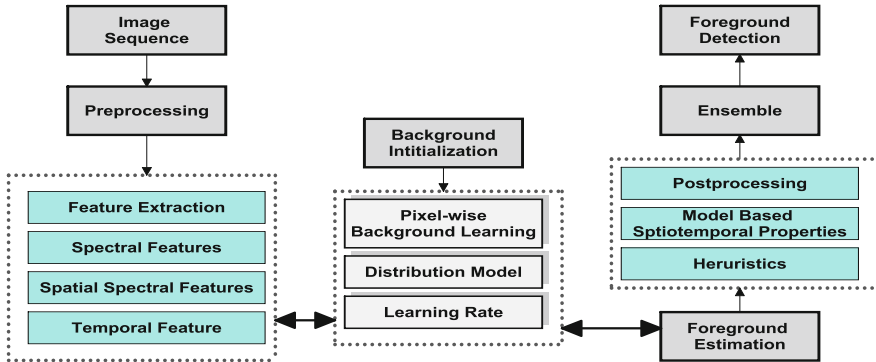 Image
Sequence
Preprocessing
Feature Extraction
Spectral Features
Spatial Spectral Features
Temporal Feature
Background
Intitialization
Pixel-wise
Background Learning
Distribution Model
Learning Rate
Foreground
Detection
Ensemble
Postprocessing
Model Based
Sptiotemporal Properties
Heruristics
Foreground
Estimation